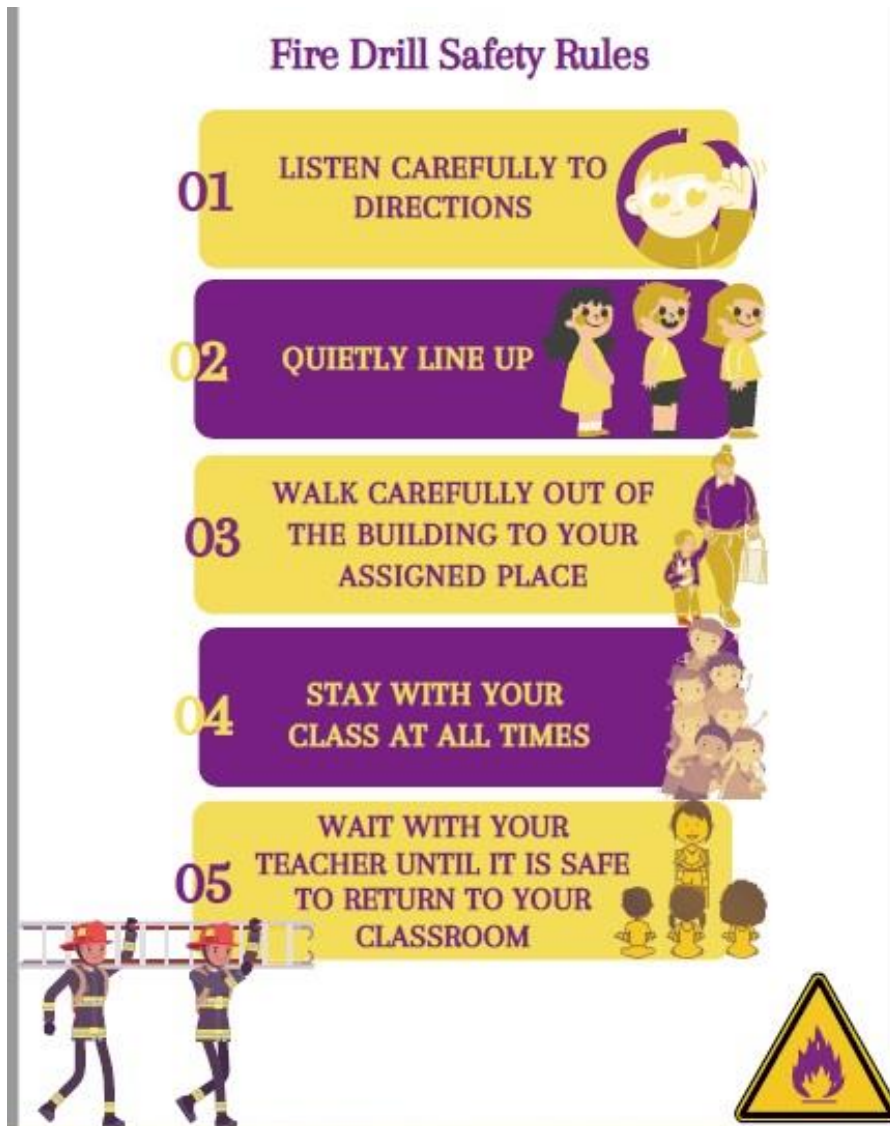 Fire Drill Safety Rules
01
LISTEN CAREFULLY TO
DIRECTIONS
02
QUIETLY LINE UP
03
WALK CAREFULLY OUT OF
THE BUILDING TO YOUR
ASSIGNED PLACE
04
STAY WITH YOUR
CLASS AT ALL TIMES
05
WAIT WITH YOUR
TEACHER UNTIL IT IS SAFE
TO RETURN TO YOUR
CLASSROOM